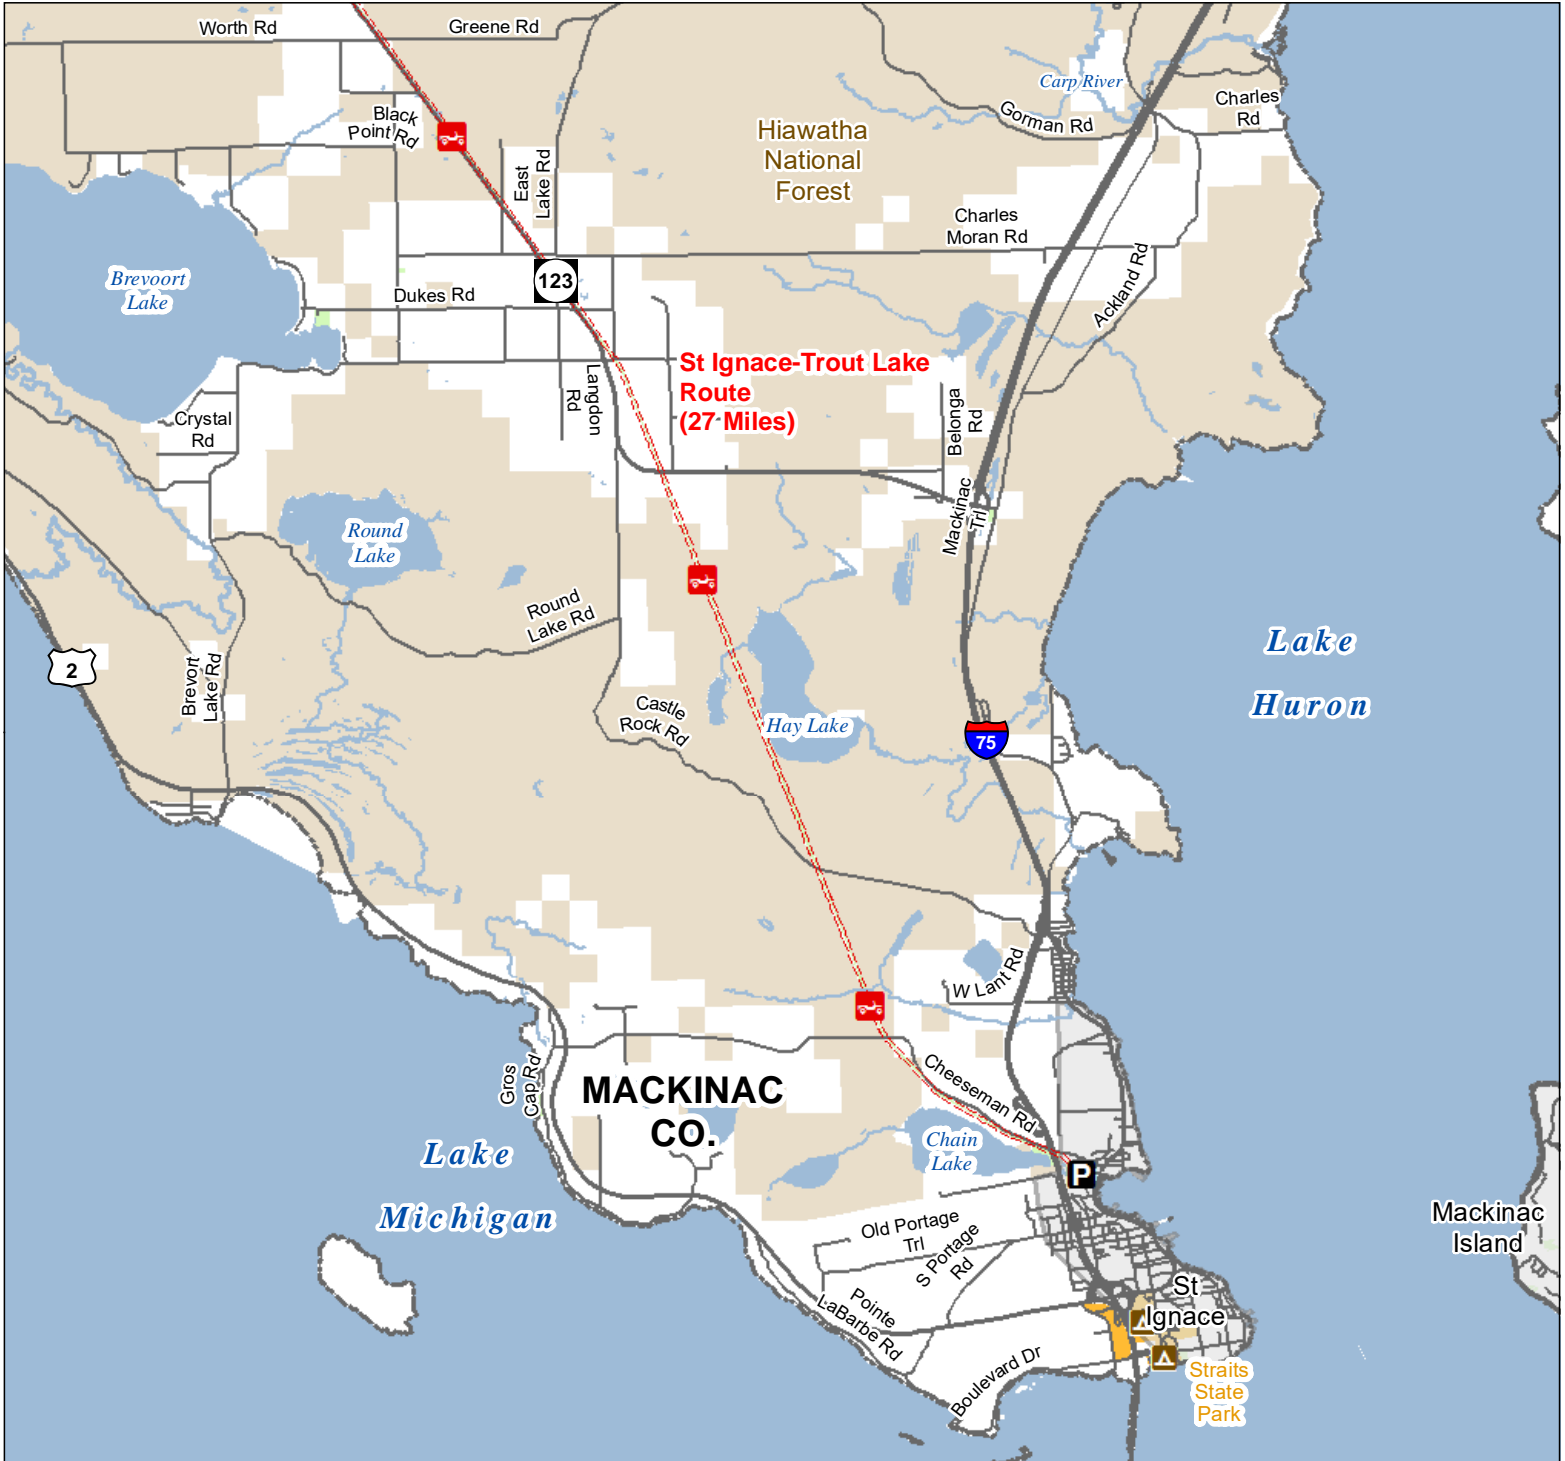 Worth Rd
Greene Rd
Carp River
Charles
Rd
Gorman Rd
Black
Point Rd
Hiawatha
National
Forest
East
Lake Rd
Charles
Moran Rd
Ackland Rd
Brevoort
Lake
123
Dukes Rd
St Ignace-Trout Lake
Route
(27 Miles)
Langdon
Rd
Belonga
Rd
Crystal
Rd
Mackinac
Trl
Round
Lake
Round
Lake Rd
Lake
Huron
2
Brevort
Lake Rd
Castle
Rock Rd
Hay Lake
75
W Lant Rd
Gros
Cap Rd
MACKINAC
CO.
Cheeseman Rd
Chain
Lake
Lake
Michigan
P
Old Portage
Trl
S Portage
Rd
Mackinac
Island
Pointe
LaBarbe Rd
St
Ignace
Boulevard Dr
Straits
State
Park